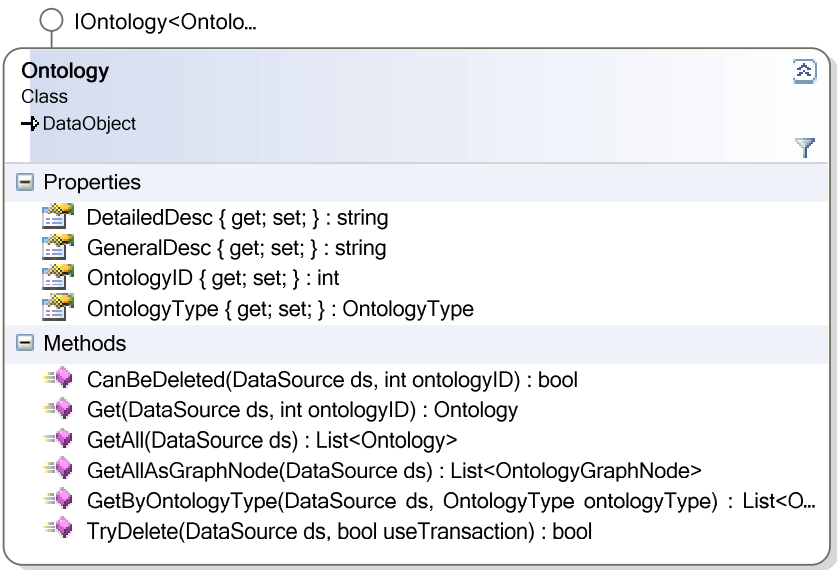 IOntology<Ontolo...
Ontology
Class
DataObject
Properties
DetailedDesc { get; set; } : string
GeneralDesc { get; set; } : string
OntologyID { get; set; } : int
OntologyType { get; set; } : OntologyType
Methods
CanBeDeleted(DataSource ds, int ontologyID) : bool
Get(DataSource ds, int ontologyID) : Ontology
GetAll(DataSource ds) : List<Ontology>
GetAllAsGraphNode(DataSource ds) : List<OntologyGraphNode>
GetByOntologyType(DataSource ds, OntologyType ontologyType) : List<O...
TryDelete(DataSource ds, bool useTransaction) : bool